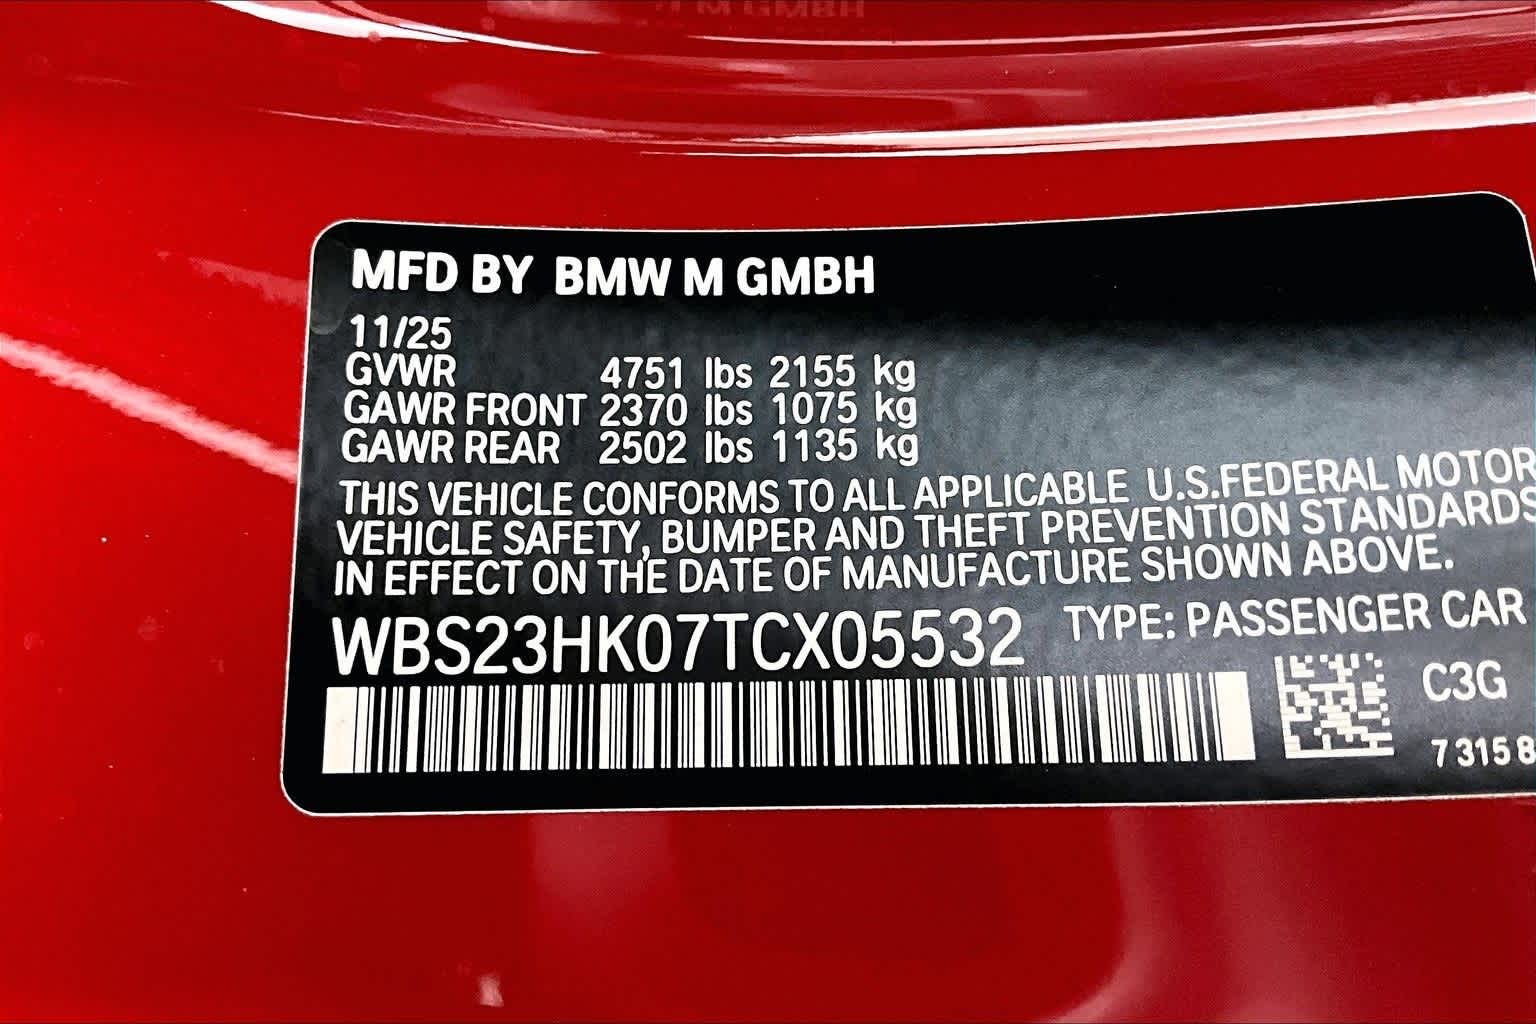 MFD BY BMW M GMBH
11/25
GVWR 4751 lbs 2155 kg
GAWR FRONT 2370 lbs 1075 kg
GAWR REAR 2502 lbs 1135 kg
THIS VEHICLE CONFORMS TO ALL APPLICABLE U.S.FEDERAL MOTOR
VEHICLE SAFETY, BUMPER AND THEFT PREVENTION STANDARDS
IN EFFECT ON THE DATE OF MANUFACTURE SHOWN ABOVE.
WBS23HK07TCX05532 TYPE: PASSENGER CAR
C3G
7 3158